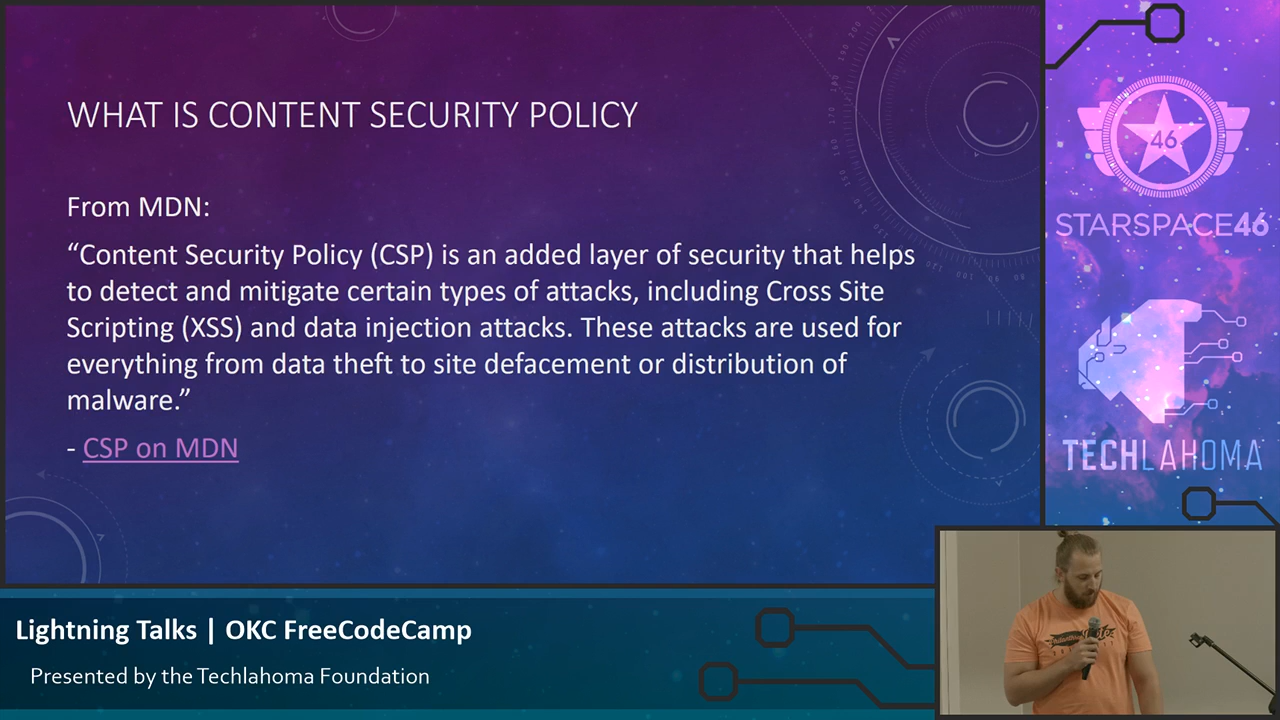 WHAT IS CONTENT SECURITY POLICY
From MDN:
“Content Security Policy (CSP) is an added layer of security that helps
to detect and mitigate certain types of attacks, including Cross Site
Scripting (XSS) and data injection attacks. These attacks are used for
everything from data theft to site defacement or distribution of
malware.”
- CSP on MDN
46
STARSPACE46
TECHLAHOMA
Lightning Talks | OKC FreeCodeCamp
Presented by the Techlahoma Foundation